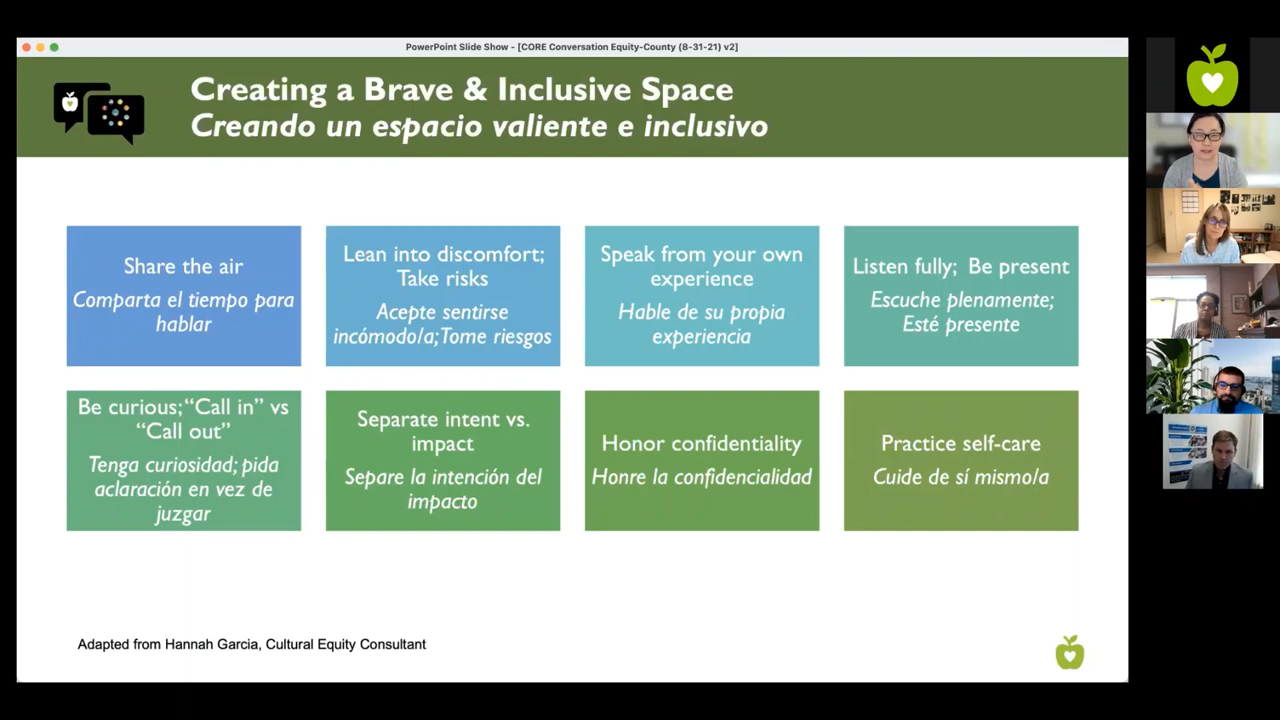 PowerPoint Slide Show - [CORE Conversation Equity-County (8-31-21) v2]
Creating a Brave & Inclusive Space
Creando un espacio valiente e inclusivo
Share the air
Comparta el tiempo para
hablar
Lean into discomfort;
Take risks
Acepte sentirse
incómodo/a;Tome riesgos
Speak from your own
experience
Hable de su propia
experiencia
Listen fully; Be present
Escuche plenamente;
Esté presente
Be curious;“Call in” vs
“Call out”
Tenga curiosidad; pida
aclaración en vez de
juzgar
Separate intent vs.
impact
Separe la intención del
impacto
Honor confidentiality
Honre la confidencialidad
Practice self-care
Cuide de sí mismo/a
Adapted from Hannah Garcia, Cultural Equity Consultant